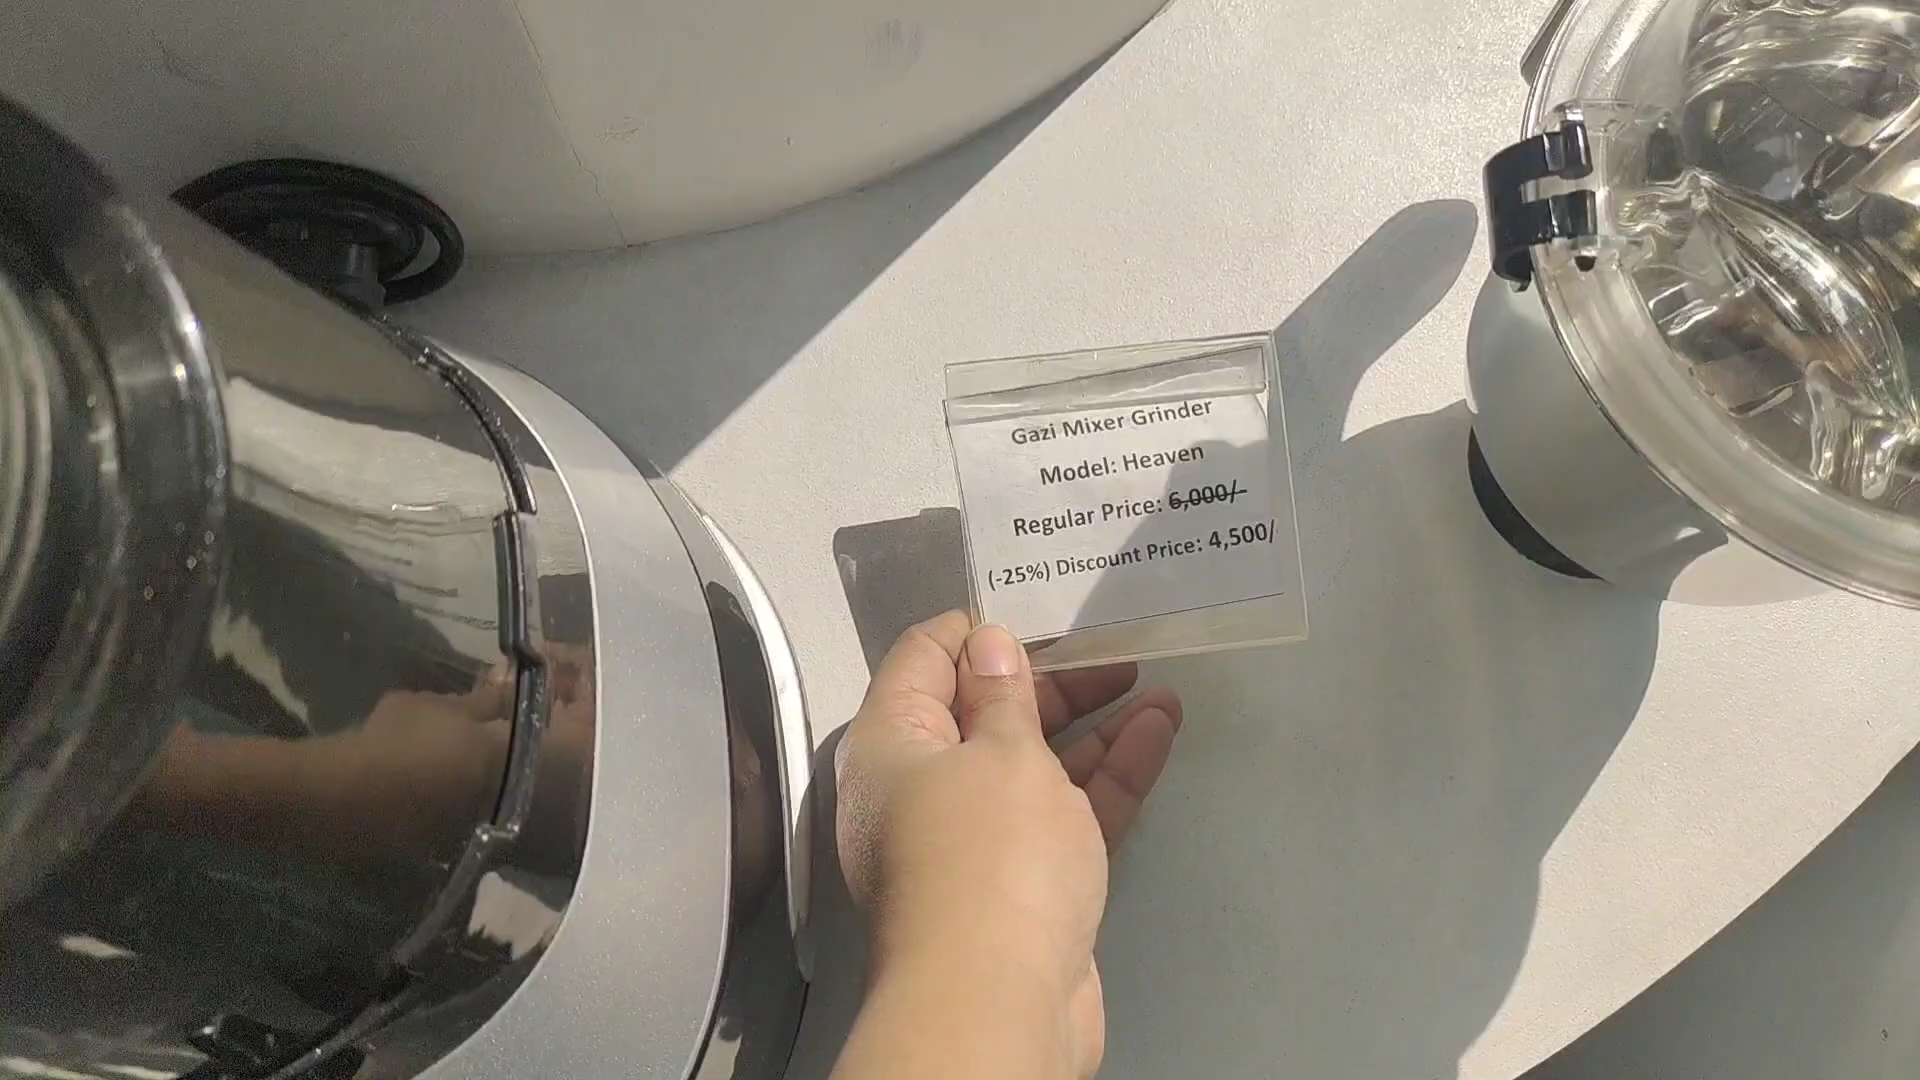 Gazi Mixer Grinder
Model: Heaven
Regular Price: 6,000/-
(-25%) Discount Price: 4,500/